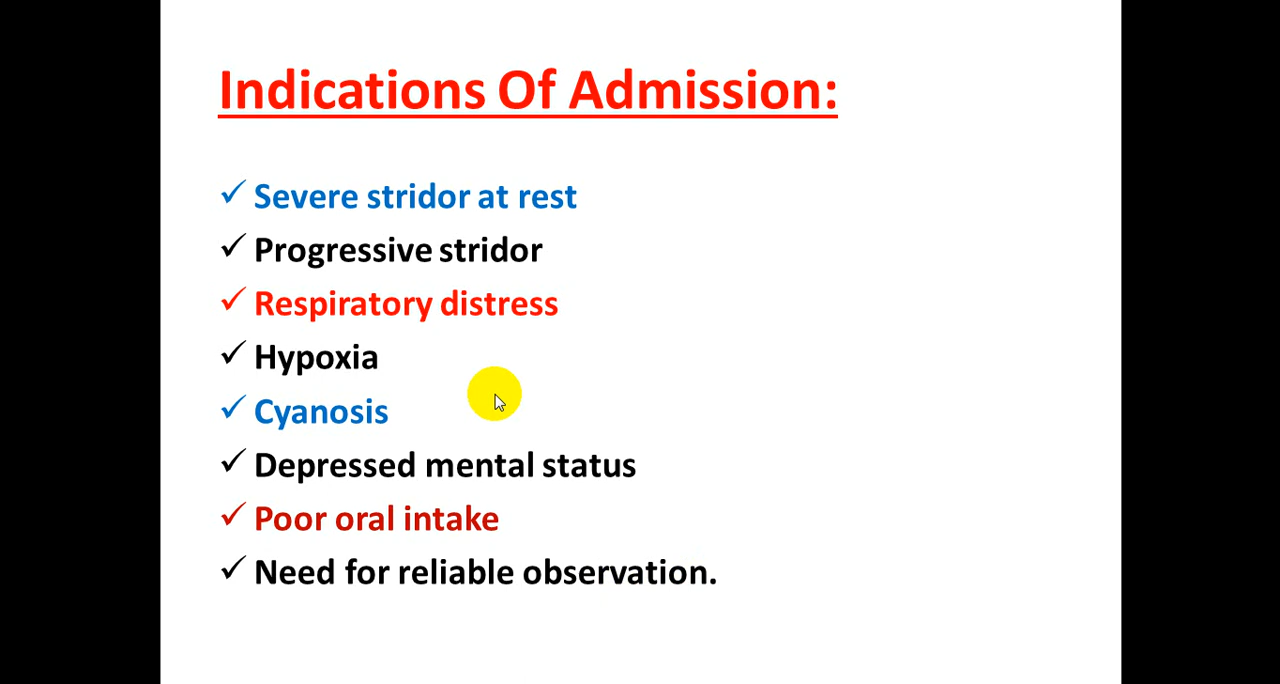 Indications Of Admission:
✓ Severe stridor at rest
✓ Progressive stridor
✓ Respiratory distress
✓ Hypoxia
✓ Cyanosis
✓ Depressed mental status
✓ Poor oral intake
✓ Need for reliable observation.